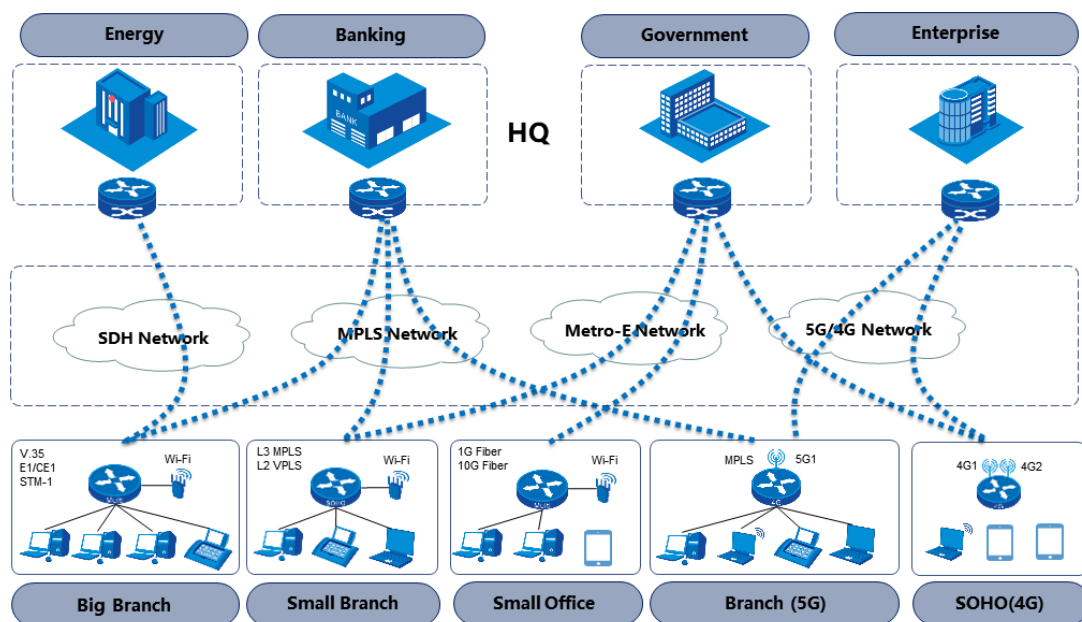 Energy
Banking
Government
Enterprise
BANK
HQ
SDH Network
MPLS Network
Metro-E Network
5G/4G Network
V.35
E1/CE1
STM-1
Wi-Fi
L3 MPLS
L2 VPLS
Wi-Fi
SOHO
1G Fiber
10G Fiber
Wi-Fi
MPLS
5G1
4G
4G1
4G2
Big Branch
Small Branch
Small Office
Branch (5G)
SOHO(4G)